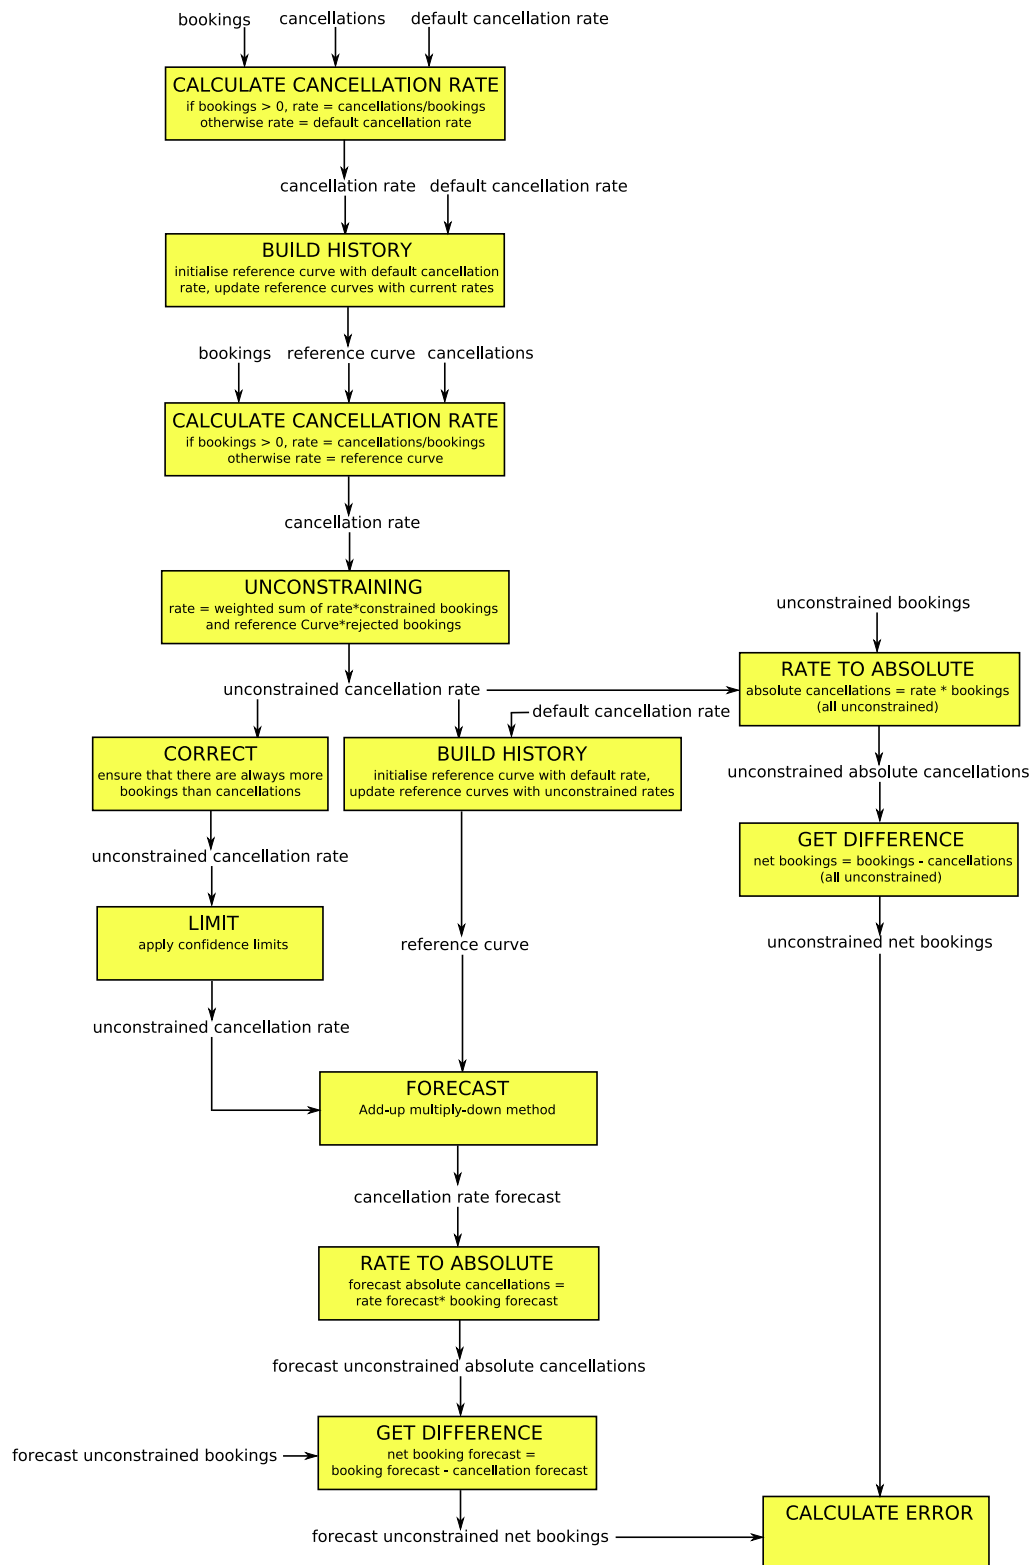 bookings
cancellations
default cancellation rate
CALCULATE CANCELLATION RATE
if bookings > 0, rate = cancellations/bookings
otherwise rate = default cancellation rate
cancellation rate
default cancellation rate
BUILD HISTORY
initialise reference curve with default cancellation
rate, update reference curves with current rates
bookings
reference curve
cancellations
CALCULATE CANCELLATION RATE
if bookings > 0, rate = cancellations/bookings
otherwise rate = reference curve
cancellation rate
UNCONSTRAINING
rate = weighted sum of rate*constrained bookings
and reference Curve*rejected bookings
unconstrained bookings
RATE TO ABSOLUTE
absolute cancellations = rate * bookings
(all unconstrained)
unconstrained cancellation rate
default cancellation rate
CORRECT
ensure that there are always more
bookings than cancellations
BUILD HISTORY
initialise reference curve with default rate,
update reference curves with unconstrained rates
unconstrained absolute cancellations
GET DIFFERENCE
net bookings = bookings - cancellations
(all unconstrained)
unconstrained cancellation rate
LIMIT
apply confidence limits
reference curve
unconstrained net bookings
unconstrained cancellation rate
FORECAST
Add-up multiply-down method
cancellation rate forecast
RATE TO ABSOLUTE
forecast absolute cancellations =
rate forecast* booking forecast
forecast unconstrained absolute cancellations
GET DIFFERENCE
net booking forecast =
booking forecast - cancellation forecast
forecast unconstrained bookings
forecast unconstrained net bookings
CALCULATE ERROR